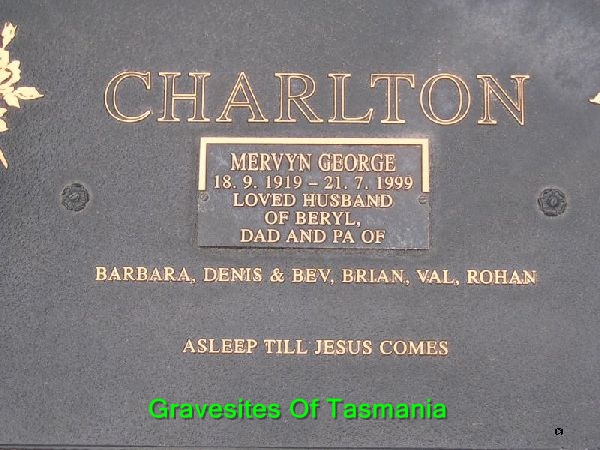 CHARLTON
MERVYN GEORGE
18. 9. 1919 – 21. 7. 1999
LOVED HUSBAND
OF BERYL,
DAD AND PA OF
BARBARA, DENIS & BEV, BRIAN, VAL, ROHAN
ASLEEP TILL JESUS COMES
Gravesites Of Tasmania